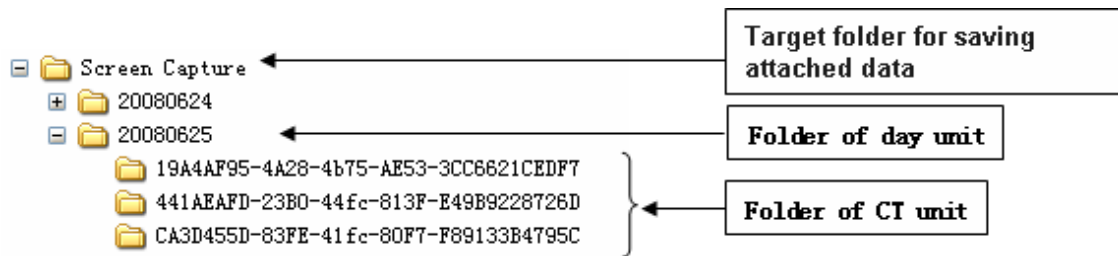 Screen Capture
20080624
20080625
19A4AF95-4A28-4b75-AE53-3CC6621CEDF7
441AEAFD-23B0-44fc-813F-E49B9228726D
CA3D455D-83FE-41fc-80F7-F89133B4795C
Target folder for saving
attached data
Folder of day unit
Folder of CT unit